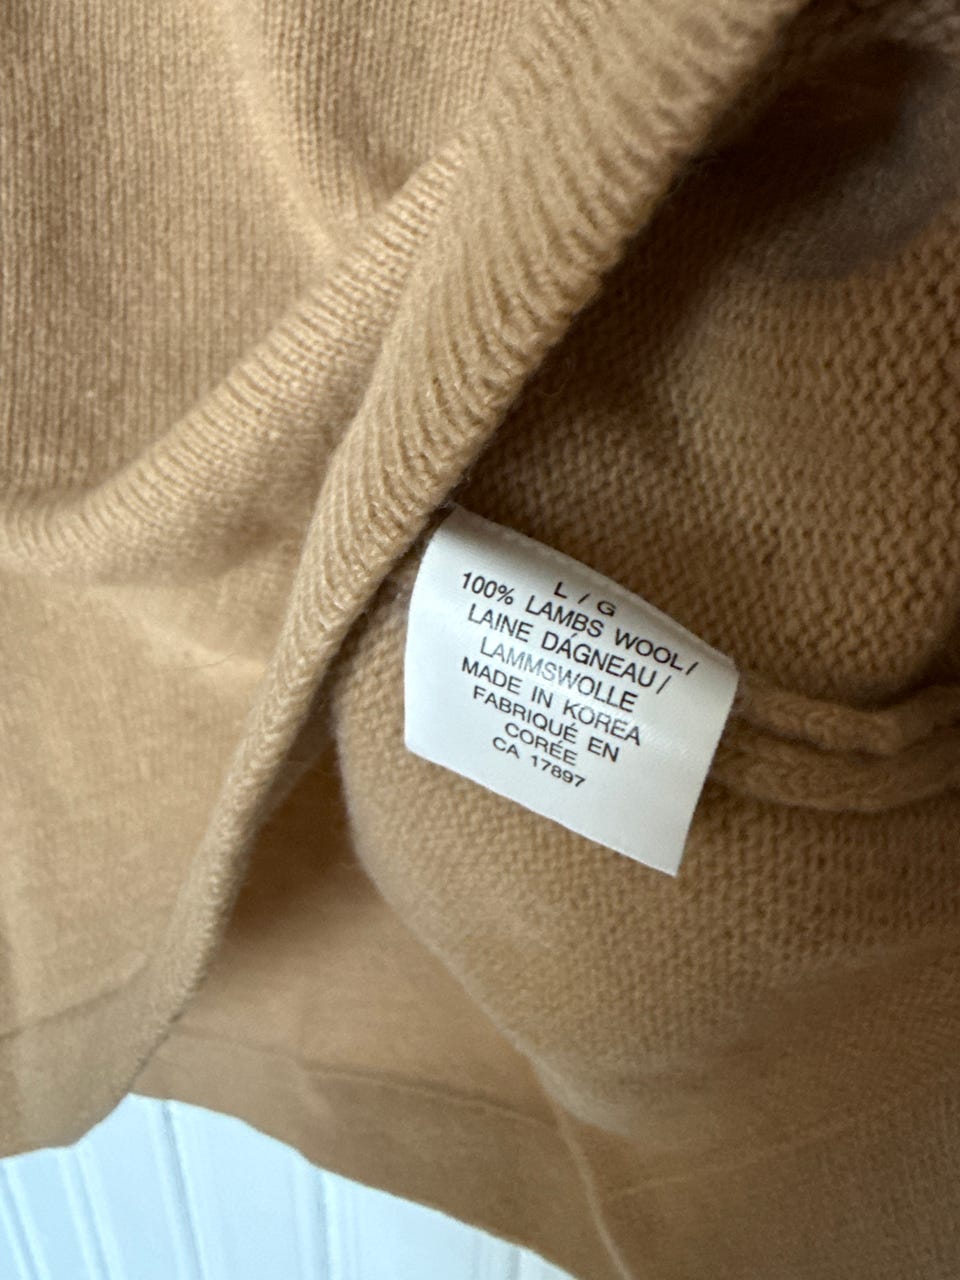 L / G
100% LAMBS WOOL/
LAINE DÁGNEAU/
LAMMSWOLLE
MADE IN KOREA
FABRIQUÉ EN
CORÉE
CA 17897